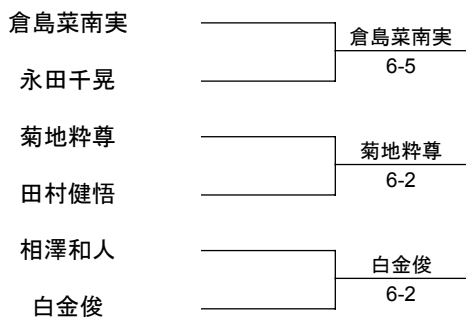 倉島菜南実
倉島菜南実
6-5
永田千晃
菊地粋尊
菊地粋尊
6-2
田村健悟
相澤和人
白金俊
6-2
白金俊